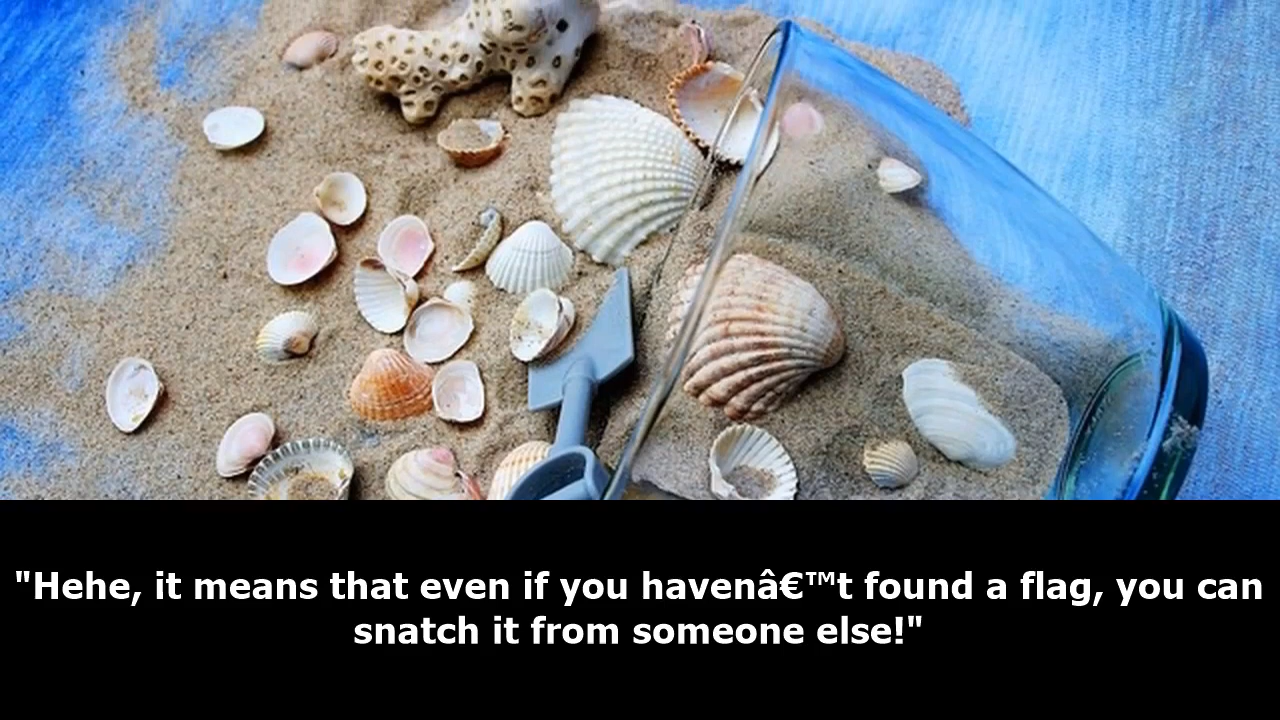 "Hehe, it means that even if you havenâ€™t found a flag, you can
snatch it from someone else!"